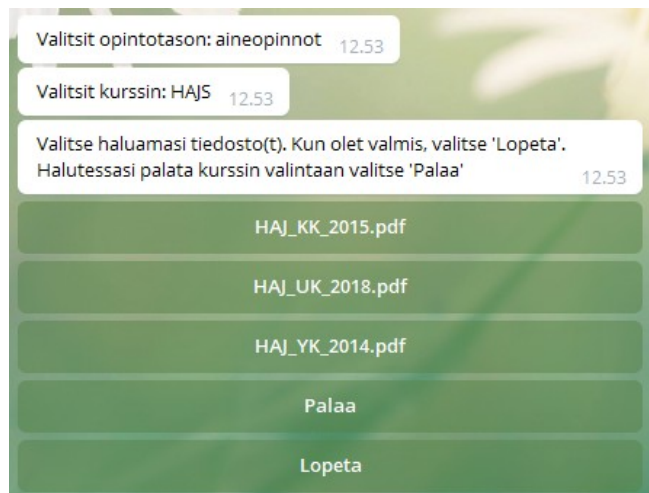 Valitsit opintotason: aineopinnot 12.53
Valitsit kurssin: HAJS 12.53
Valitse haluamasi tiedosto(t). Kun olet valmis, valitse 'Lopeta'.
Halutessasi palata kurssin valintaan valitse 'Palaa' 12.53
HAJ_KK_2015.pdf
HAJ_UK_2018.pdf
HAJ_YK_2014.pdf
Palaa
Lopeta